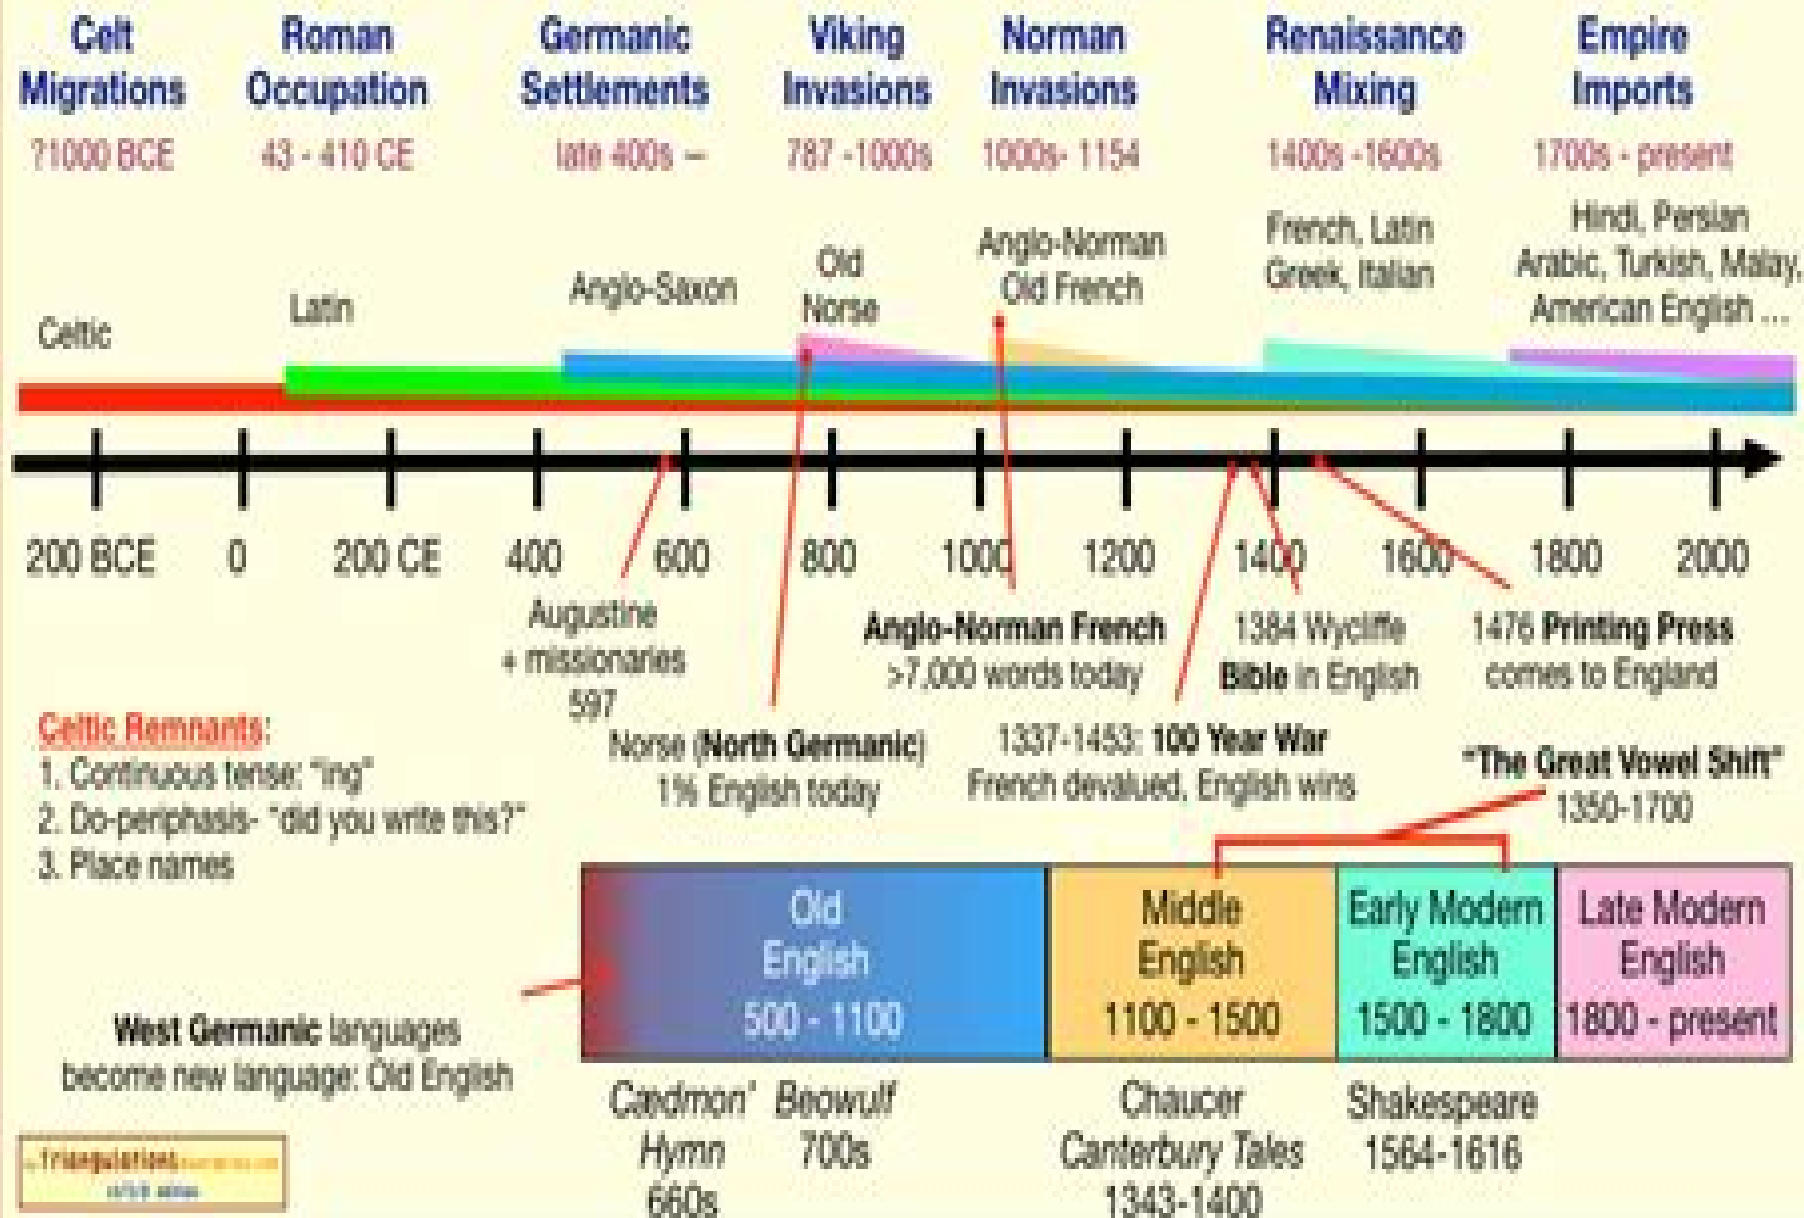 Celt
Migrations
?1000 BCE
Roman
Occupation
43 - 410 CE
Germanic
Settlements
late 400s –
Viking
Invasions
787 -1000s
Norman
Invasions
1000s- 1154
Renaissance
Mixing
1400s -1600s
Empire
Imports
1700s - present
Celtic
Latin
Anglo-Saxon
Old
Norse
Anglo-Norman
Old French
French, Latin
Greek, Italian
Hindi, Persian
Arabic, Turkish, Malay,
American English ...
200 BCE 0 200 CE 400 600 800 1000 1200 1400 1600 1800 2000
Augustine
+ missionaries
597
Norse (North Germanic)
1% English today
Anglo-Norman French
>7,000 words today
1337-1453: 100 Year War
French devalued, English wins
1384 Wycliffe
Bible in English
1476 Printing Press
comes to England
"The Great Vowel Shift"
1350-1700
Celtic Remnants:
1. Continuous tense: "ing"
2. Do-periphasis- "did you write this?"
3. Place names
West Germanic languages
become new language: Old English
Old
English
500 - 1100
Middle
English
1100 - 1500
Early Modern
English
1500 - 1800
Late Modern
English
1800 - present
Cædmon'
Hymn
660s
Beowulf
700s
Chaucer
Canterbury Tales
1343-1400
Shakespeare
1564-1616
Triangulations